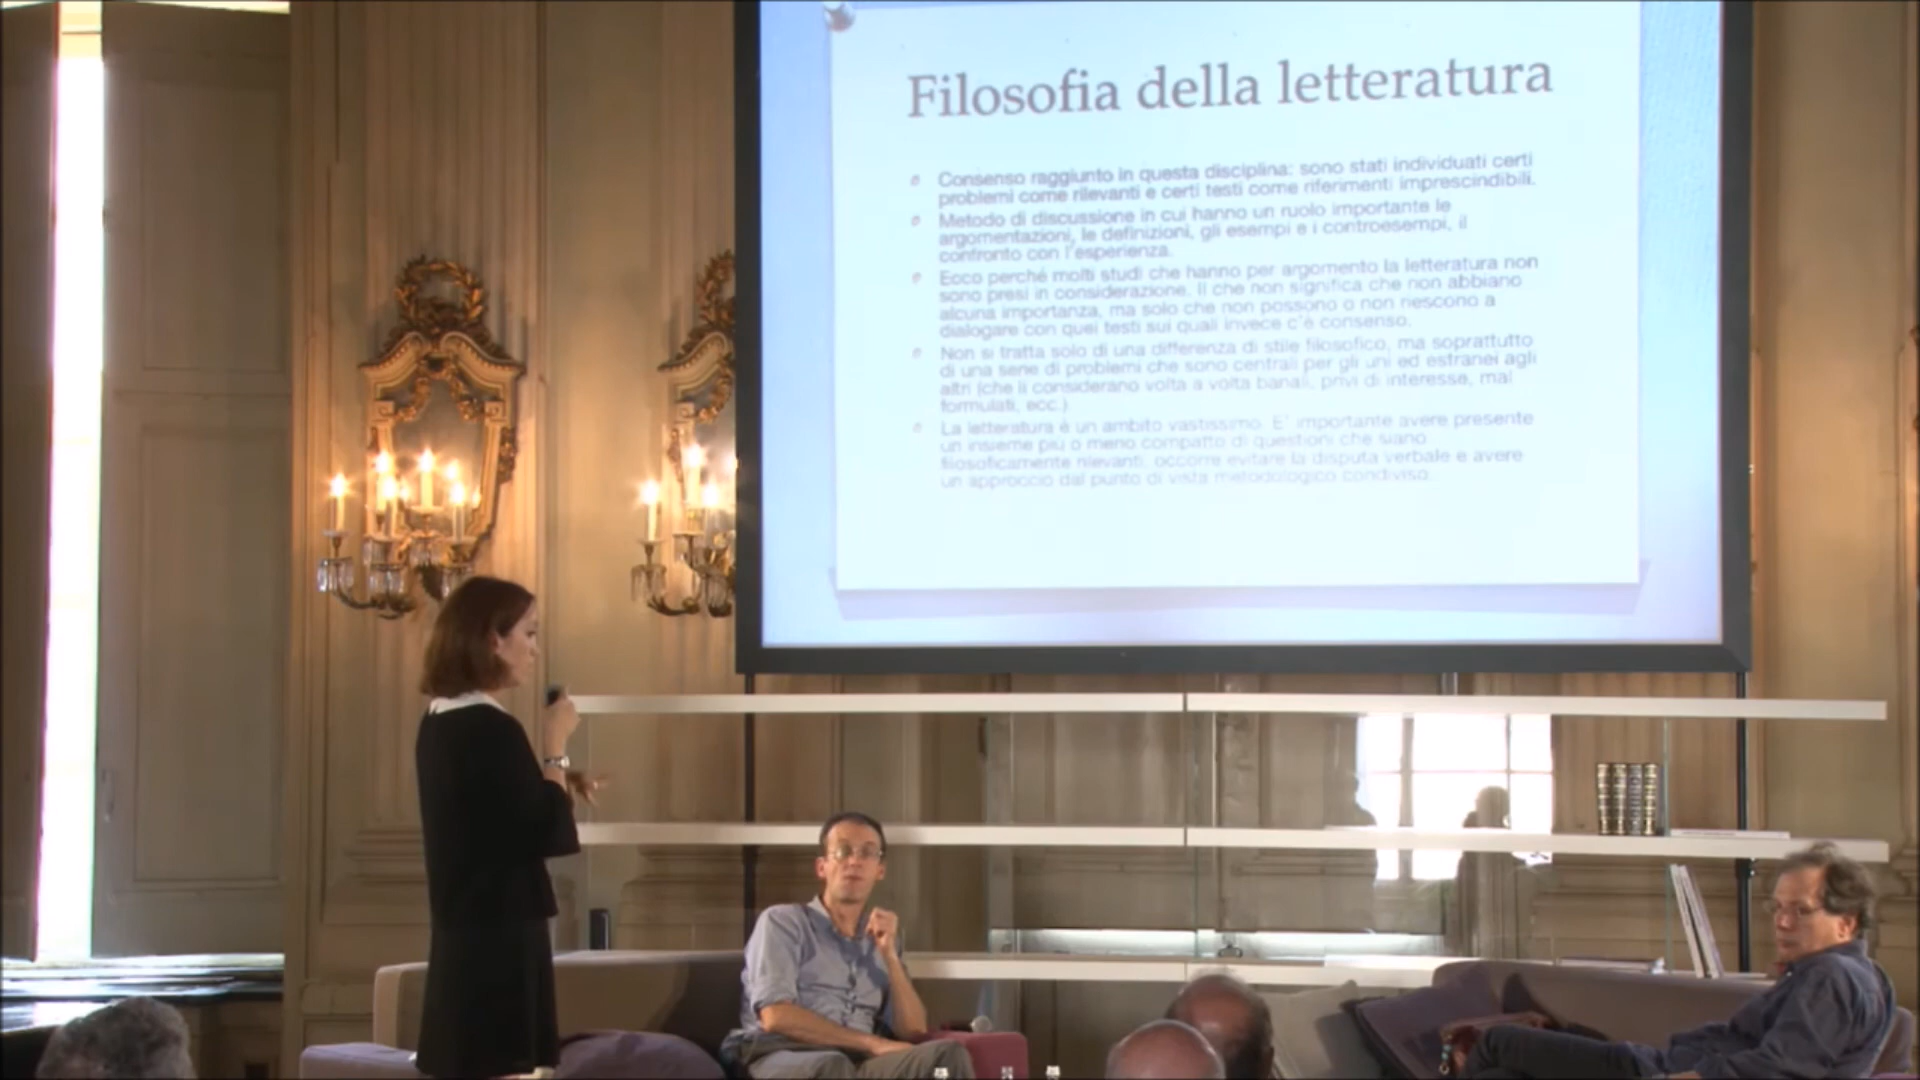 Filosofia della letteratura
Consenso raggiunto in questa disciplina: sono stati individuati certi
problemi come rilevanti e certi testi come riferimenti imprescindibili.
Metodo di discussione in cui hanno un ruolo importante le
argomentazioni, le definizioni, gli esempi e i controesempi, il
confronto con l'esperienza.
Ecco perché molti studi che hanno per argomento la letteratura non
sono presi in considerazione. Il che non significa che non abbiano
alcuna importanza, ma solo che non possono o non riescono a
dialogare con quei testi sui quali invece c'è consenso.
Non si tratta solo di una differenza di stile filosofico, ma soprattutto
di una serie di problemi che sono centrali per gli uni ed estranei agli
altri (che li considerano volta a volta banali, privi di interesse, mal
formulati, ecc.)
La letteratura è un ambito vastissimo. E' importante avere presente
un insieme più o meno compatto di questioni che siano
filosoficamente rilevanti, occorre evitare la disputa verbale e avere
un approccio dal punto di vista metodologico condiviso.